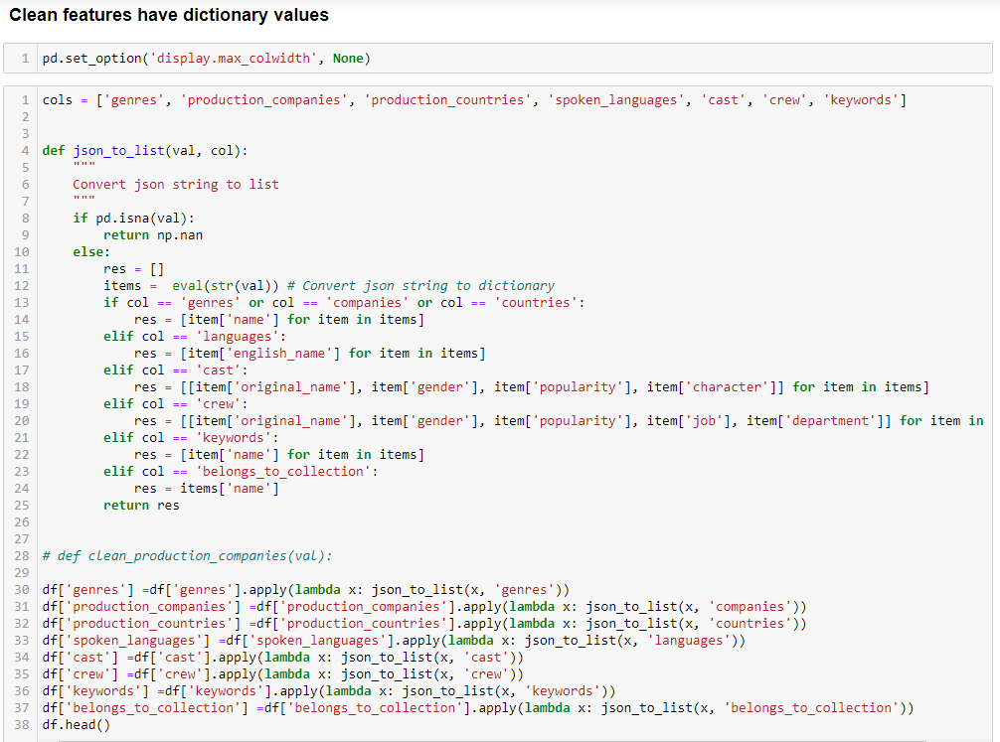 Clean features have dictionary values
1 pd.set_option('display.max_colwidth', None)
1 cols = ['genres', 'production_companies', 'production_countries', 'spoken_languages', 'cast', 'crew', 'keywords']
2
3
4 def json_to_list(val, col):
5     """
6     Convert json string to list
7     """
8     if pd.isna(val):
9         return np.nan
10     else:
11         res = []
12         items =  eval(str(val)) # Convert json string to dictionary
13         if col == 'genres' or col == 'companies' or col == 'countries':
14             res = [item['name'] for item in items]
15         elif col == 'languages':
16             res = [item['english_name'] for item in items]
17         elif col == 'cast':
18             res = [[item['original_name'], item['gender'], item['popularity'], item['character']] for item in items]
19         elif col == 'crew':
20             res = [[item['original_name'], item['gender'], item['popularity'], item['job'], item['department']] for item in
21         elif col == 'keywords':
22             res = [item['name'] for item in items]
23         elif col == 'belongs_to_collection':
24             res = items['name']
25         return res
26
27
28 # def clean_production_companies(val):
29
30 df['genres'] =df['genres'].apply(lambda x: json_to_list(x, 'genres'))
31 df['production_companies'] =df['production_companies'].apply(lambda x: json_to_list(x, 'companies'))
32 df['production_countries'] =df['production_countries'].apply(lambda x: json_to_list(x, 'countries'))
33 df['spoken_languages'] =df['spoken_languages'].apply(lambda x: json_to_list(x, 'languages'))
34 df['cast'] =df['cast'].apply(lambda x: json_to_list(x, 'cast'))
35 df['crew'] =df['crew'].apply(lambda x: json_to_list(x, 'crew'))
36 df['keywords'] =df['keywords'].apply(lambda x: json_to_list(x, 'keywords'))
37 df['belongs_to_collection'] =df['belongs_to_collection'].apply(lambda x: json_to_list(x, 'belongs_to_collection'))
38 df.head()